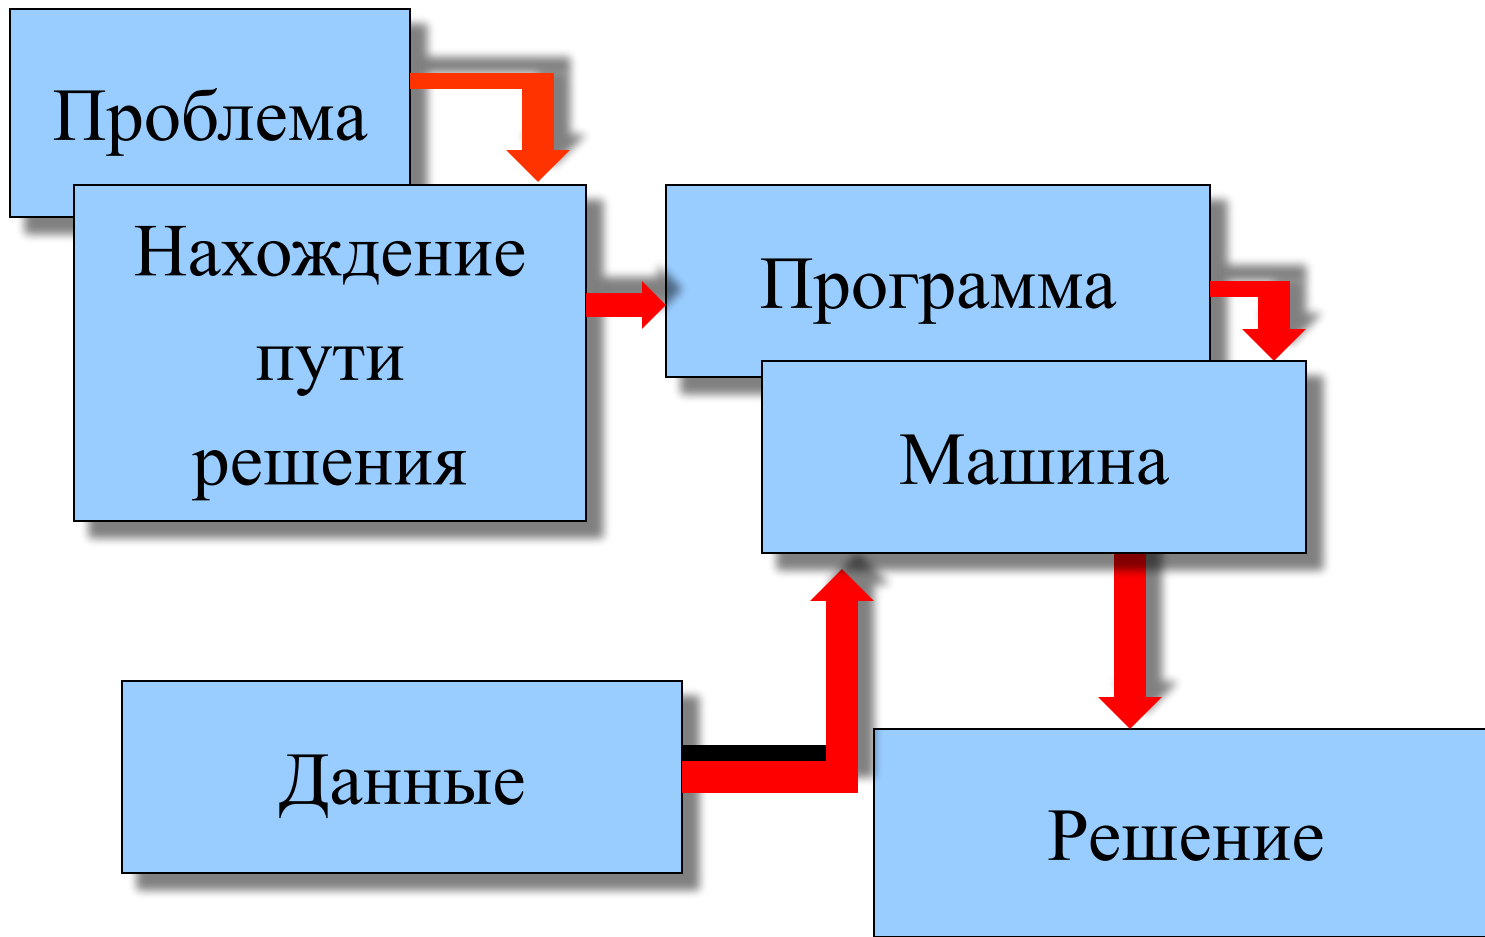 Проблема
Нахождение
пути
решения
Программа
Машина
Данные
Решение